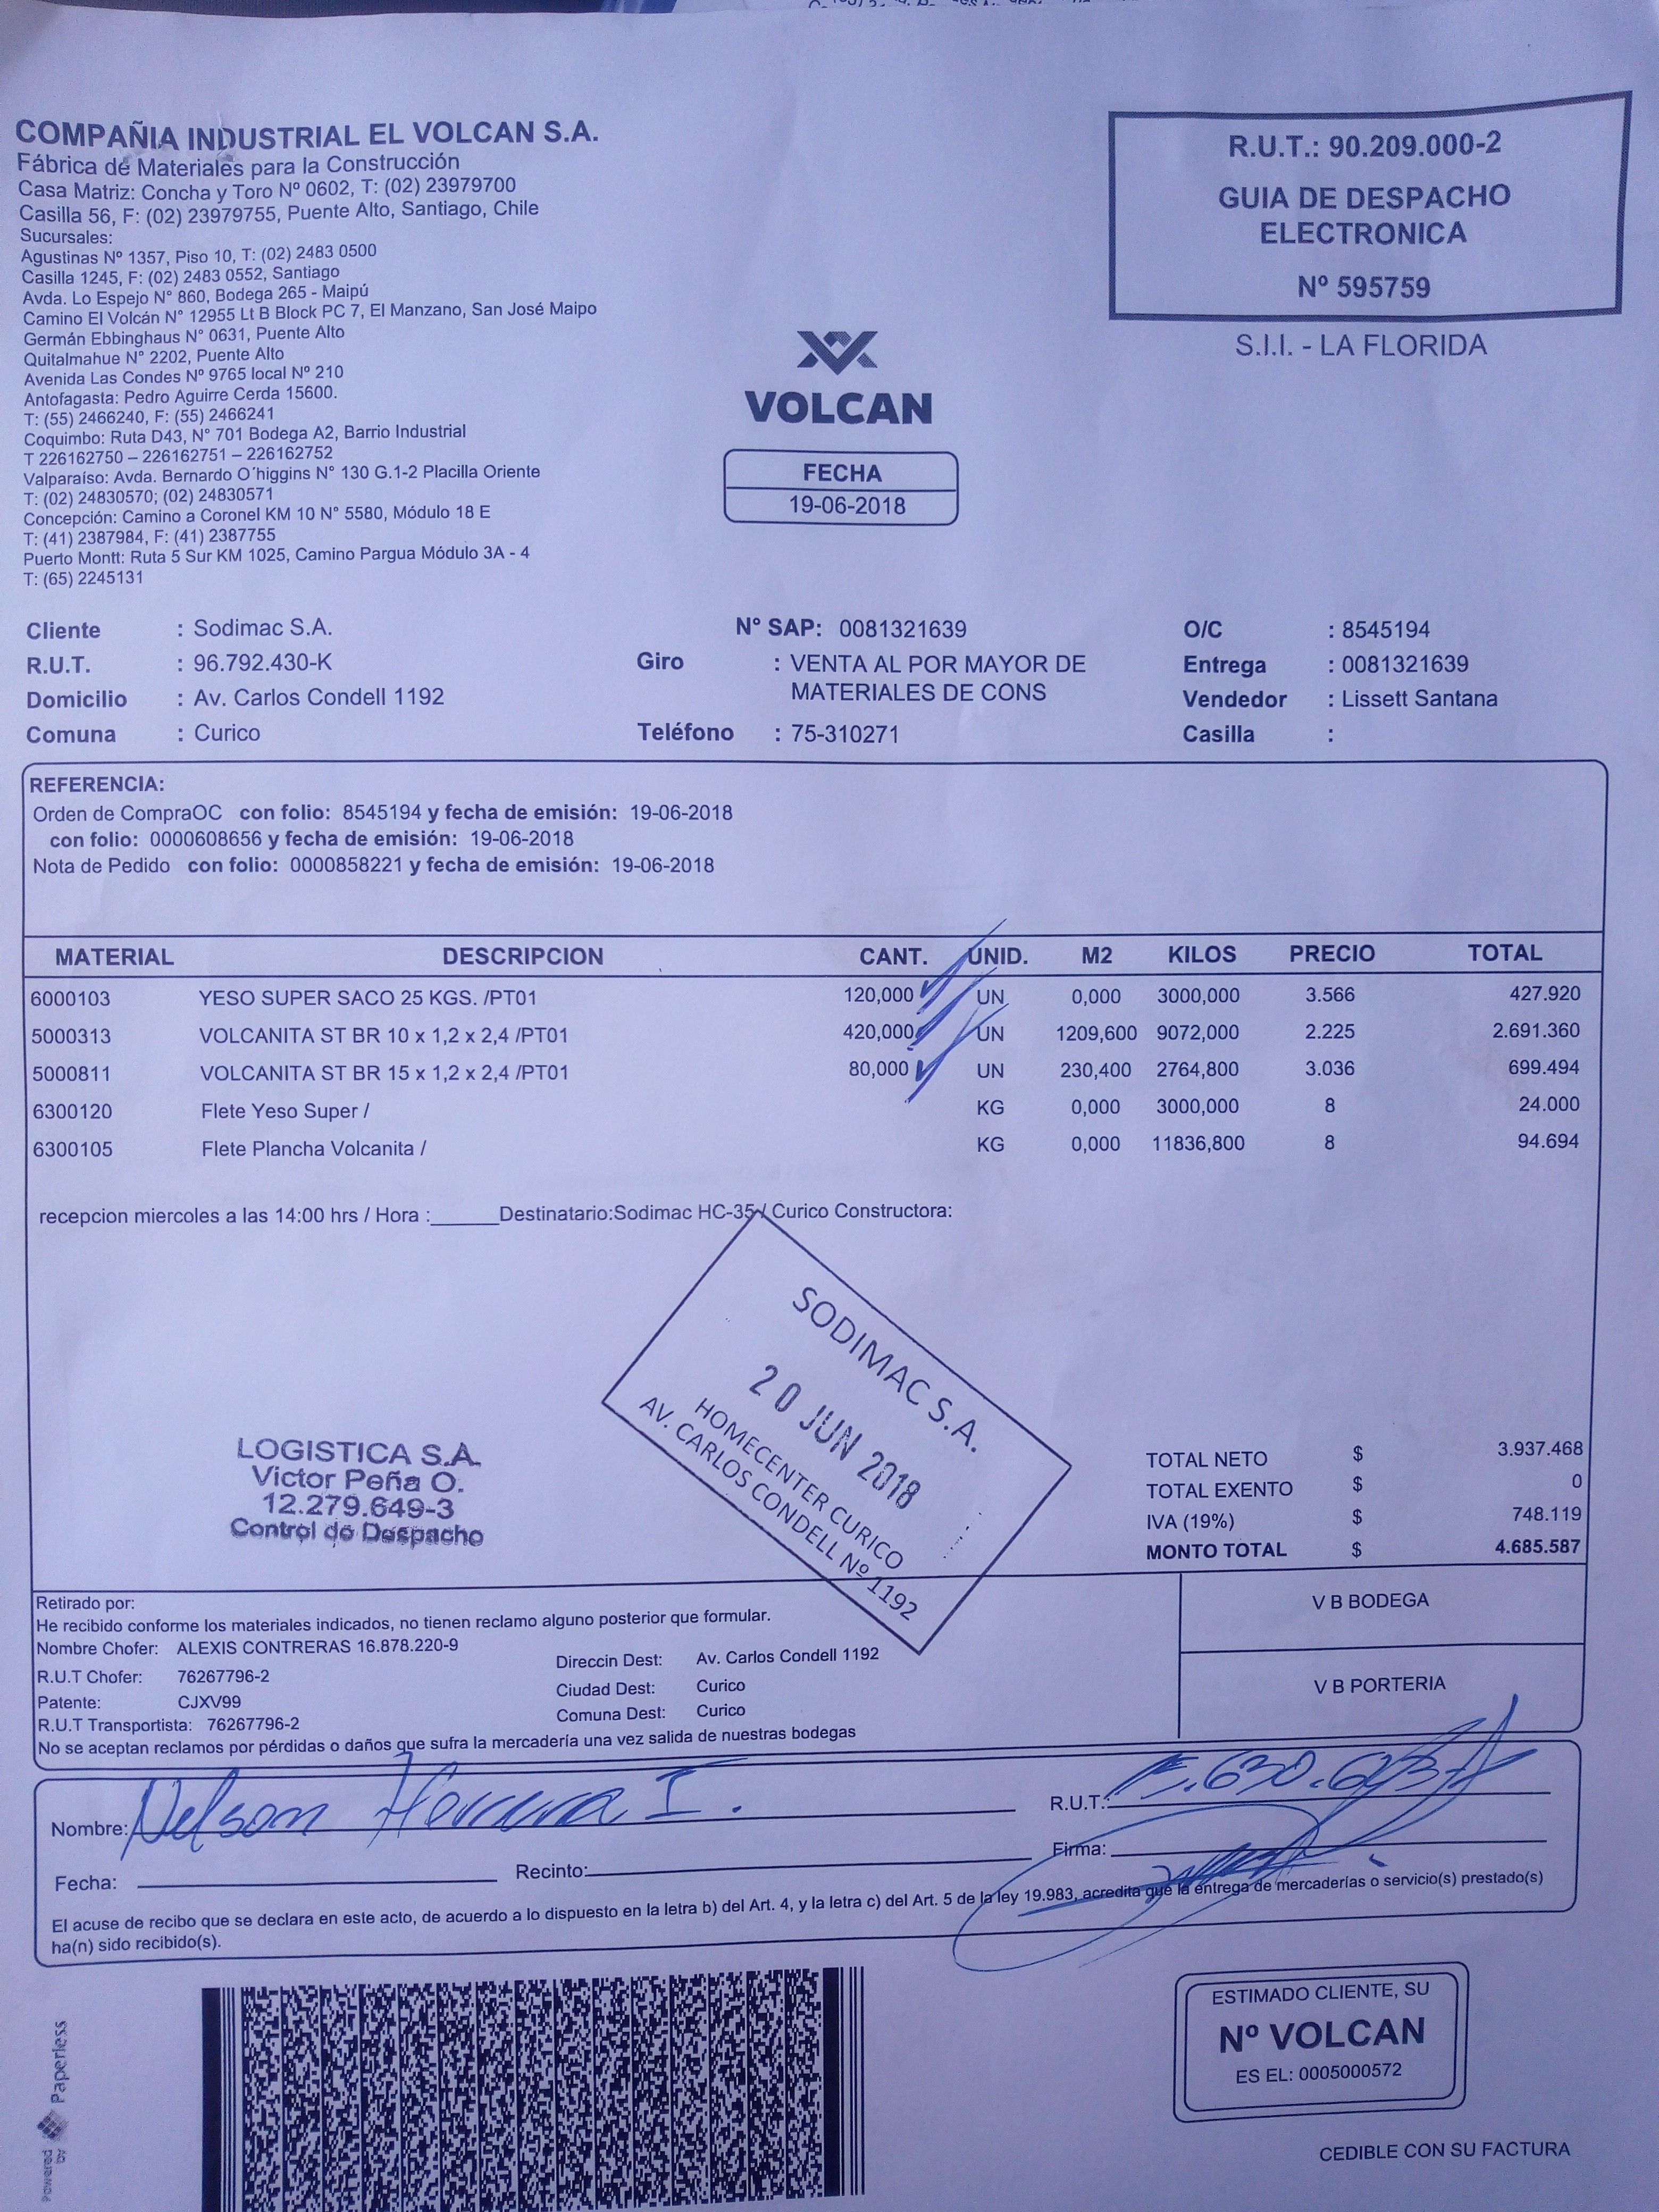 COMPAÑIA INDUSTRIAL EL VOLCAN S.A.
Fábrica de Materiales para la Construcción
Casa Matriz: Concha y Toro Nº 0602, T: (02) 23979700
Casilla 56, F: (02) 23979755, Puente Alto, Santiago, Chile
Sucursales:
Agustinas Nº 1357, Piso 10, T: (02) 2483 0500
Casilla 1245, F: (02) 2483 0552, Santiago
Avda. Lo Espejo N° 860, Bodega 265 - Maipú
Camino El Volcán N° 12955 Lt B Block PC 7, El Manzano, San José Maipo
Germán Ebbinghaus N° 0631, Puente Alto
Quitalmahue N° 2202, Puente Alto
Avenida Las Condes Nº 9765 local Nº 210
Antofagasta: Pedro Aguirre Cerda 15600.
T: (55) 2466240, F: (55) 2466241
Coquimbo: Ruta D43, N° 701 Bodega A2, Barrio Industrial
T 226162750 – 226162751 – 226162752
Valparaíso: Avda. Bernardo O´higgins N° 130 G.1-2 Placilla Oriente
T: (02) 24830570; (02) 24830571
Concepción: Camino a Coronel KM 10 N° 5580, Módulo 18 E
T: (41) 2387984, F: (41) 2387755
Puerto Montt: Ruta 5 Sur KM 1025, Camino Pargua Módulo 3A - 4
T: (65) 2245131
VOLCAN
FECHA
19-06-2018
R.U.T.: 90.209.000-2
GUIA DE DESPACHO
ELECTRONICA
Nº 595759
S.I.I. - LA FLORIDA
Cliente : Sodimac S.A. N° SAP: 0081321639 O/C : 8545194
R.U.T. : 96.792.430-K Giro : VENTA AL POR MAYOR DE Entrega : 0081321639
MATERIALES DE CONS
Domicilio : Av. Carlos Condell 1192 Vendedor : Lissett Santana
Comuna : Curico Teléfono : 75-310271 Casilla :
REFERENCIA:
Orden de CompraOC con folio: 8545194 y fecha de emisión: 19-06-2018
con folio: 0000608656 y fecha de emisión: 19-06-2018
Nota de Pedido con folio: 0000858221 y fecha de emisión: 19-06-2018
MATERIAL DESCRIPCION CANT. UNID. M2 KILOS PRECIO TOTAL
6000103 YESO SUPER SACO 25 KGS. /PT01 120,000 UN 0,000 3000,000 3.566 427.920
5000313 VOLCANITA ST BR 10 x 1,2 x 2,4 /PT01 420,000 UN 1209,600 9072,000 2.225 2.691.360
5000811 VOLCANITA ST BR 15 x 1,2 x 2,4 /PT01 80,000 UN 230,400 2764,800 3.036 699.494
6300120 Flete Yeso Super / KG 0,000 3000,000 8 24.000
6300105 Flete Plancha Volcanita / KG 0,000 11836,800 8 94.694
recepcion miercoles a las 14:00 hrs / Hora :______Destinatario:Sodimac HC-35 / Curico Constructora:
SODIMAC S.A.
20 JUN 2018
HOMECENTER CURICO
AV. CARLOS CONDELL Nº 1192
LOGISTICA S.A.
Victor Peña O.
12.279.649-3
Control de Despacho
TOTAL NETO $ 3.937.468
TOTAL EXENTO $ 0
IVA (19%) $ 748.119
MONTO TOTAL $ 4.685.587
Retirado por:
He recibido conforme los materiales indicados, no tienen reclamo alguno posterior que formular.
Nombre Chofer: ALEXIS CONTRERAS 16.878.220-9
R.U.T Chofer: 76267796-2
Patente: CJXV99
R.U.T Transportista: 76267796-2
Direccin Dest: Av. Carlos Condell 1192
Ciudad Dest: Curico
Comuna Dest: Curico
No se aceptan reclamos por pérdidas o daños que sufra la mercadería una vez salida de nuestras bodegas
V B BODEGA
V B PORTERIA
Nombre: Nelson Herrera I.
R.U.T.:
Fecha: Recinto: Firma:
El acuse de recibo que se declara en este acto, de acuerdo a lo dispuesto en la letra b) del Art. 4, y la letra c) del Art. 5 de la ley 19.983, acredita que la entrega de mercaderías o servicio(s) prestado(s)
ha(n) sido recibido(s).
Powered by Paperless
ESTIMADO CLIENTE, SU
Nº VOLCAN
ES EL: 0005000572
CEDIBLE CON SU FACTURA